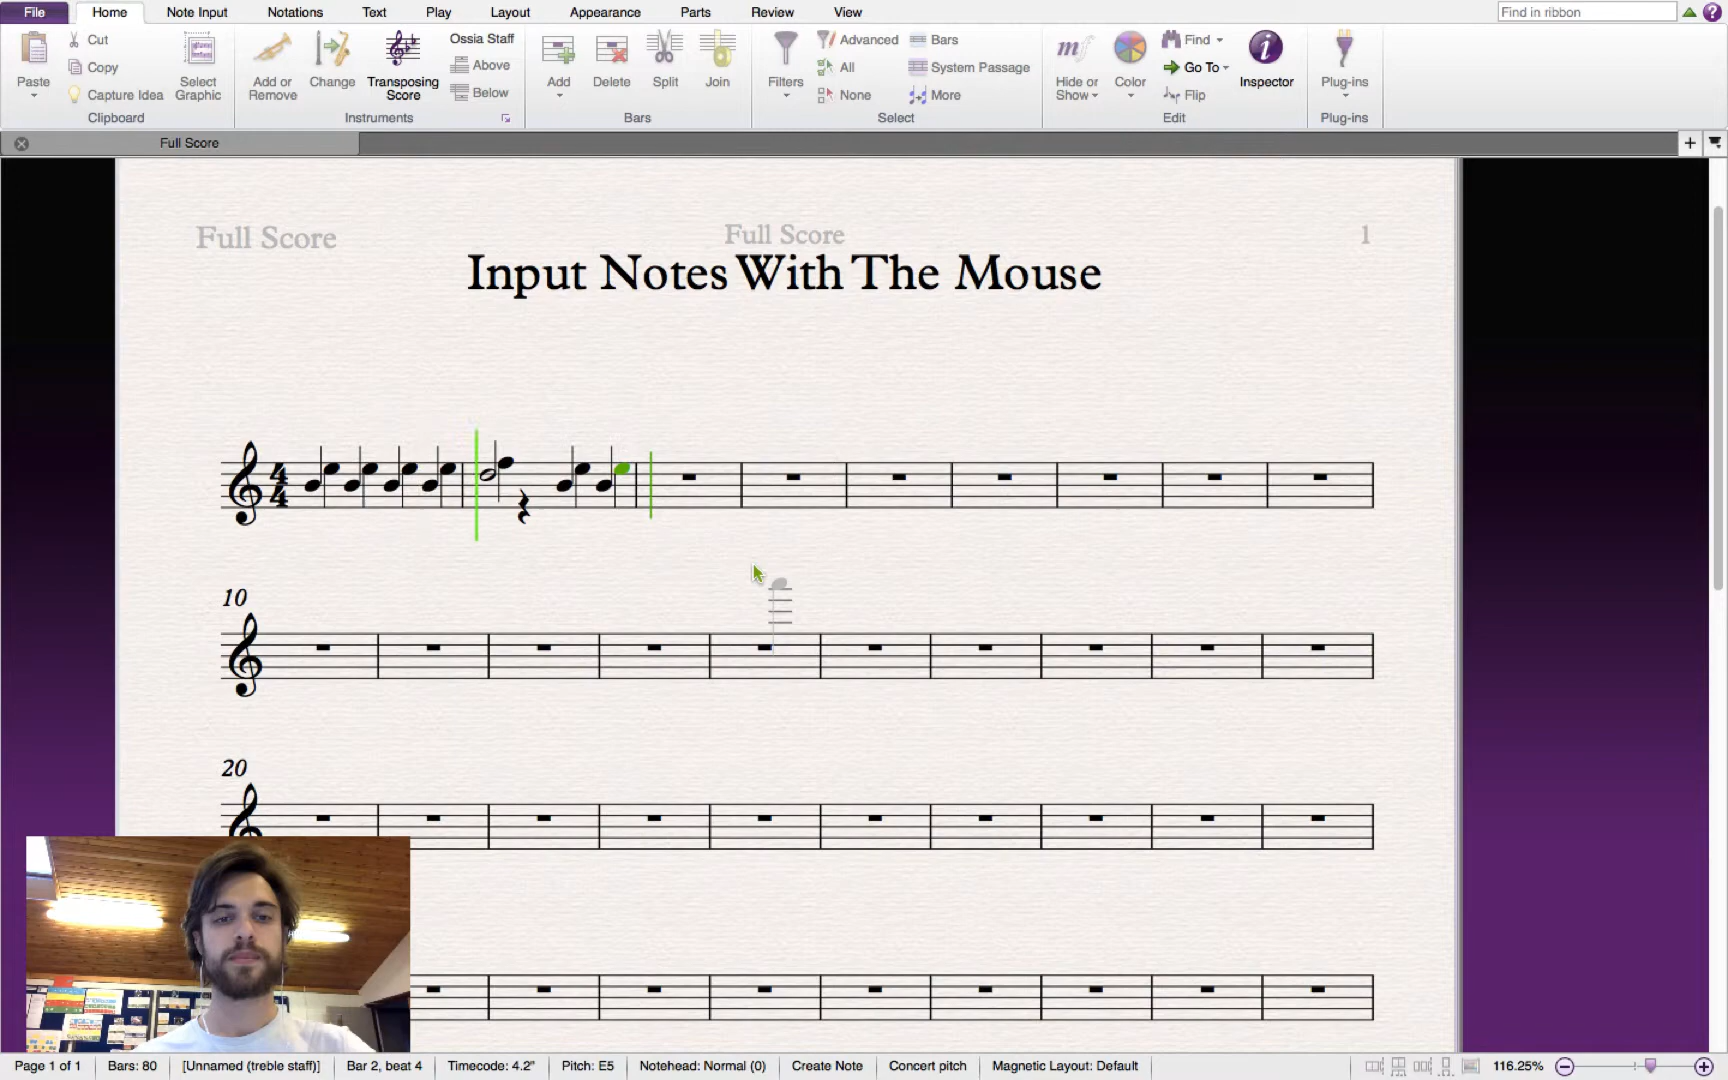 File Home Note Input Notations Text Play Layout Appearance Parts Review View Find in ribbon
Paste Cut Copy Capture Idea Select Graphic Clipboard
Add or Remove Change Transposing Score Ossia Staff Above Below Instruments
Add Delete Split Join Bars
Filters Advanced All None Bars System Passage More Select
Hide or Show Color Find Go To Flip Inspector Edit
Plug-ins Plug-ins
Full Score
Full Score Full Score 1
Input Notes With The Mouse
4
4
10
20
Page 1 of 1 Bars: 80 [Unnamed (treble staff)] Bar 2, beat 4 Timecode: 4.2" Pitch: E5 Notehead: Normal (0) Create Note Concert pitch Magnetic Layout: Default 116.25%